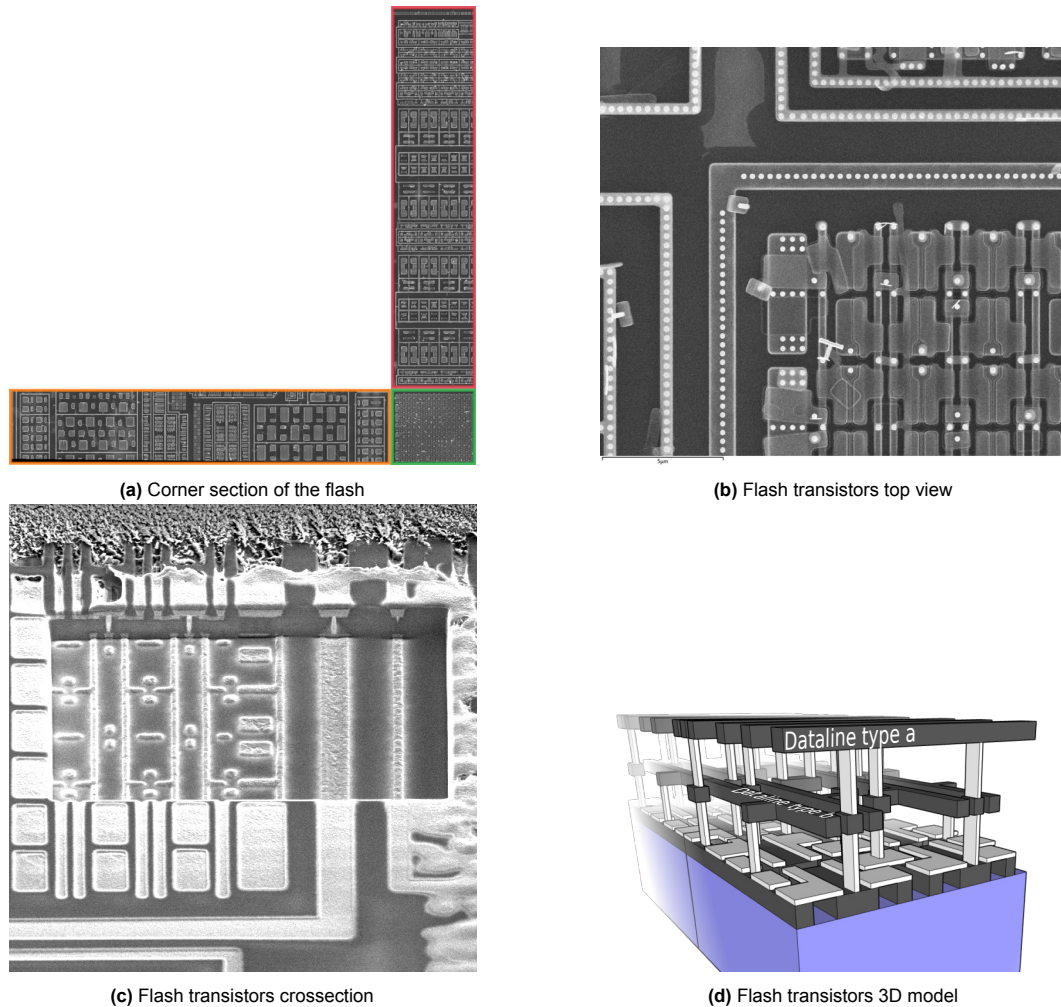 (a) Corner section of the flash
5µm
(b) Flash transistors top view
(c) Flash transistors crossection
Dataline type a
Dataline type b
(d) Flash transistors 3D model